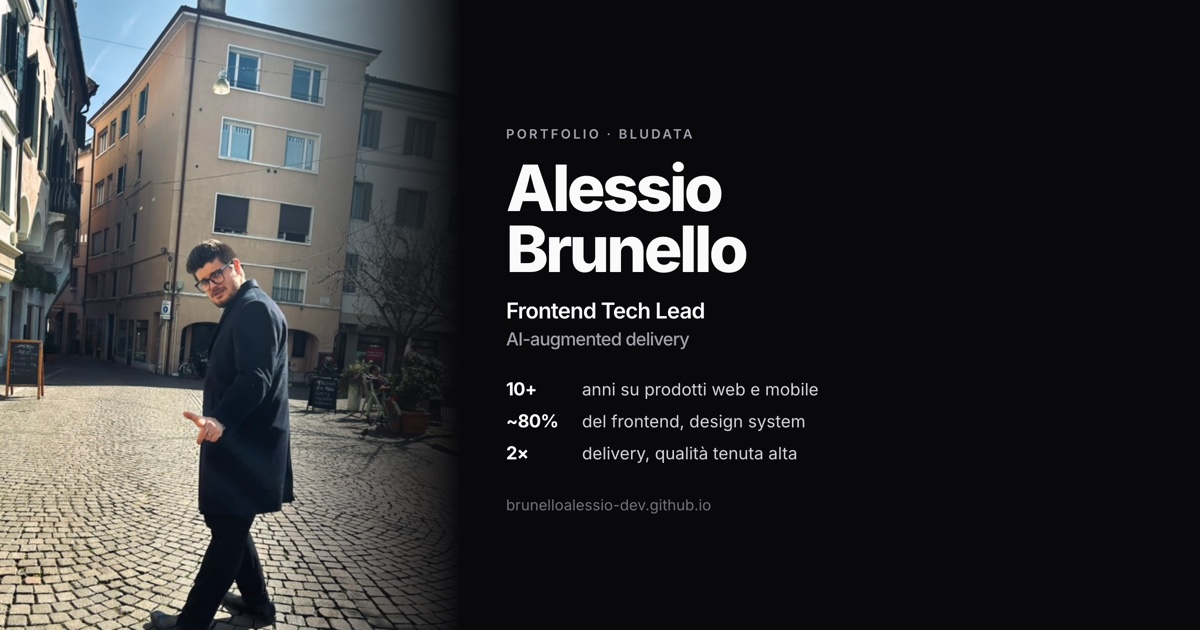 PORTFOLIO · BLUDATA
Alessio
Brunello
Frontend Tech Lead
AI-augmented delivery
10+ anni su prodotti web e mobile
~80% del frontend, design system
2× delivery, qualità tenuta alta
brunelloalessio-dev.github.io